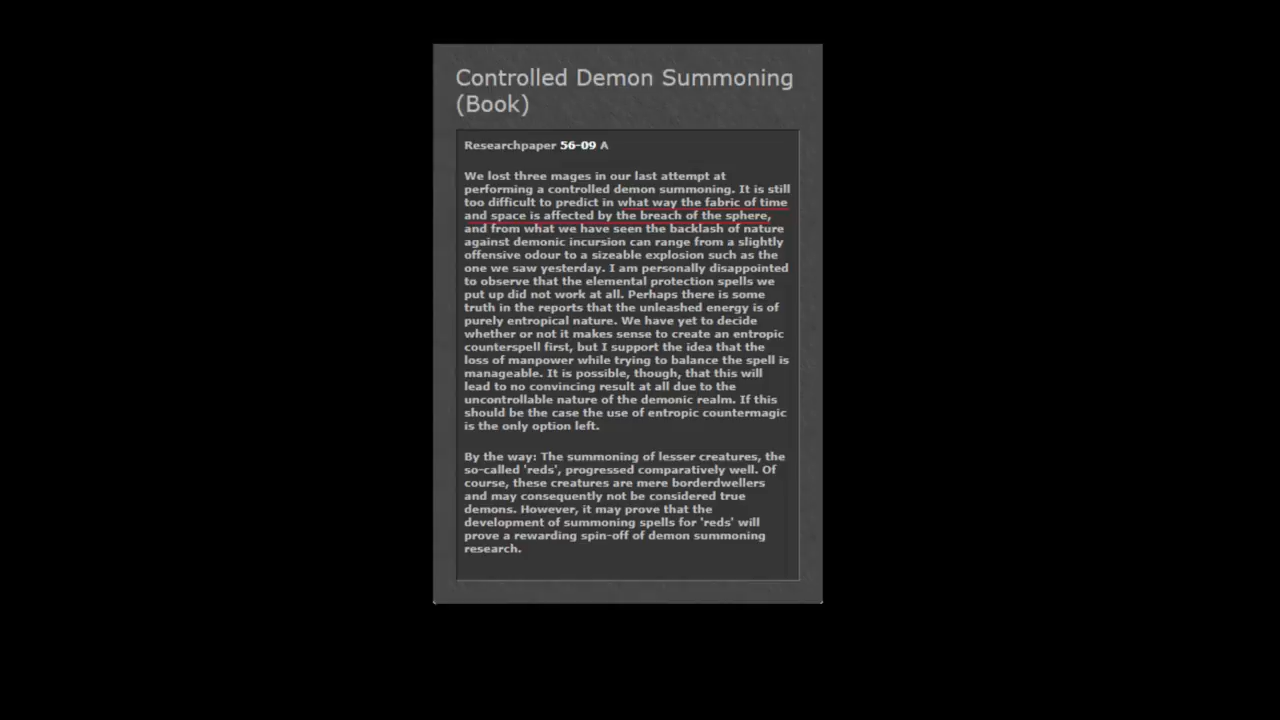 Controlled Demon Summoning
(Book)
Researchpaper 56-09 A
We lost three mages in our last attempt at
performing a controlled demon summoning. It is still
too difficult to predict in what way the fabric of time
and space is affected by the breach of the sphere,
and from what we have seen the backlash of nature
against demonic incursion can range from a slightly
offensive odour to a sizeable explosion such as the
one we saw yesterday. I am personally disappointed
to observe that the elemental protection spells we
put up did not work at all. Perhaps there is some
truth in the reports that the unleashed energy is of
purely entropical nature. We have yet to decide
whether or not it makes sense to create an entropic
counterspell first, but I support the idea that the
loss of manpower while trying to balance the spell is
manageable. It is possible, though, that this will
lead to no convincing result at all due to the
uncontrollable nature of the demonic realm. If this
should be the case the use of entropic countermagic
is the only option left.
By the way: The summoning of lesser creatures, the
so-called 'reds', progressed comparatively well. Of
course, these creatures are mere borderdwellers
and may consequently not be considered true
demons. However, it may prove that the
development of summoning spells for 'reds' will
prove a rewarding spin-off of demon summoning
research.